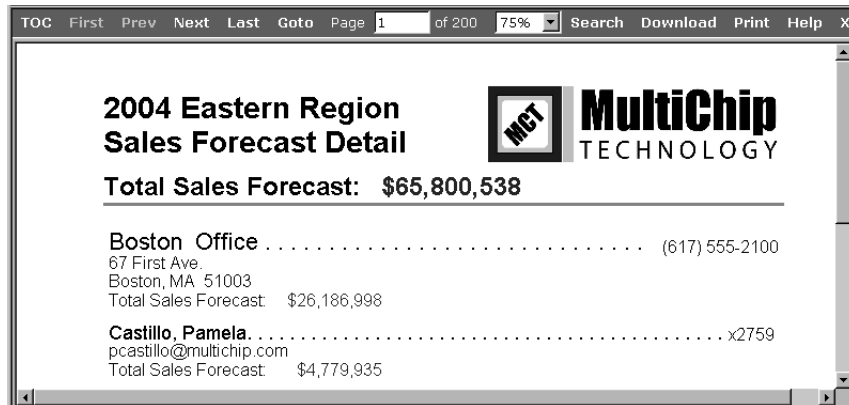 TOC First Prev Next Last Goto Page 1 of 200 75% Search Download Print Help X
2004 Eastern Region
Sales Forecast Detail
MCT
MultiChip
TECHNOLOGY
Total Sales Forecast: $65,800,538
Boston Office . . . . . . . . . . . . . . . . . . . . . . . . . . . . . . (617) 555-2100
67 First Ave.
Boston, MA 51003
Total Sales Forecast: $26,186,998
Castillo, Pamela. . . . . . . . . . . . . . . . . . . . . . . . . . . . . . . . . . . . . . . . . . . . . x2759
pcastillo@multichip.com
Total Sales Forecast: $4,779,935